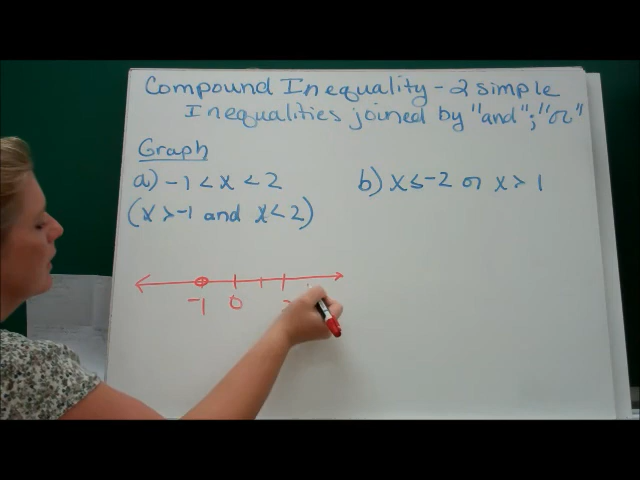 Compound Inequality - 2 simple
Inequalities joined by "and"; "or"
Graph
a) -1 < x < 2
(x > -1 and x < 2)
b) x ≤ -2 or x > 1
-1 0